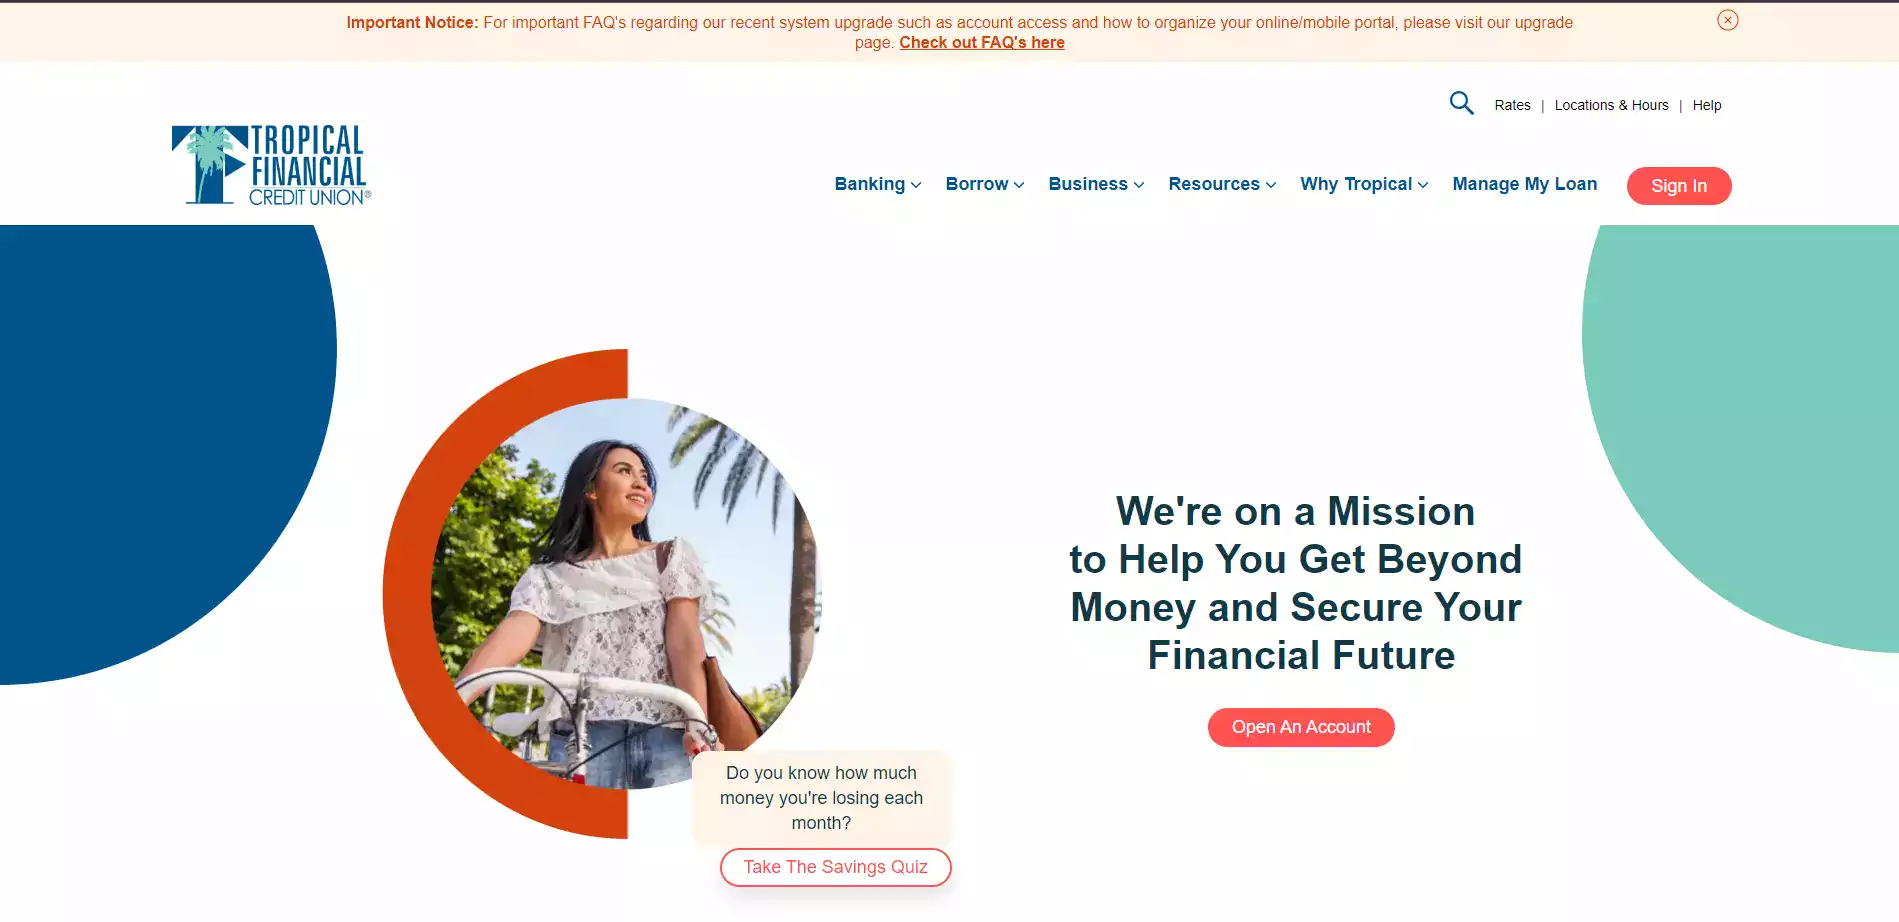 Important Notice: For important FAQ's regarding our recent system upgrade such as account access and how to organize your online/mobile portal, please visit our upgrade
page. Check out FAQ's here
Rates | Locations & Hours | Help
TROPICAL
FINANCIAL
CREDIT UNION®
Banking Borrow Business Resources Why Tropical Manage My Loan Sign In
We're on a Mission
to Help You Get Beyond
Money and Secure Your
Financial Future
Open An Account
Do you know how much
money you're losing each
month?
Take The Savings Quiz